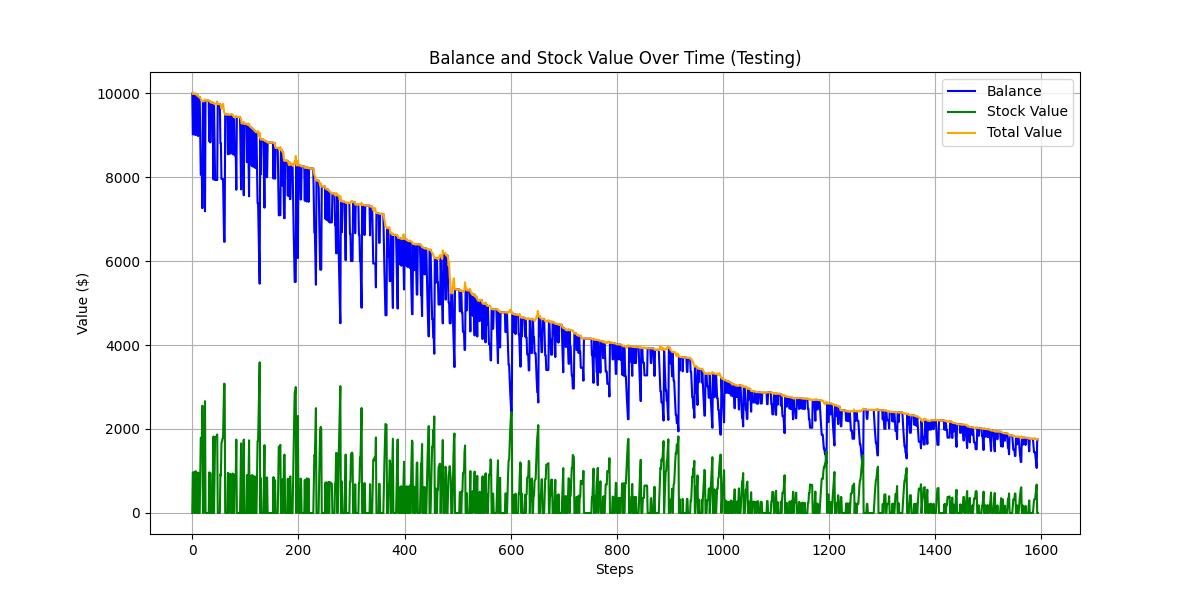 Balance and Stock Value Over Time (Testing)
Balance
Stock Value
Total Value
Value ($)
10000
8000
6000
4000
2000
0
0 200 400 600 800 1000 1200 1400 1600
Steps